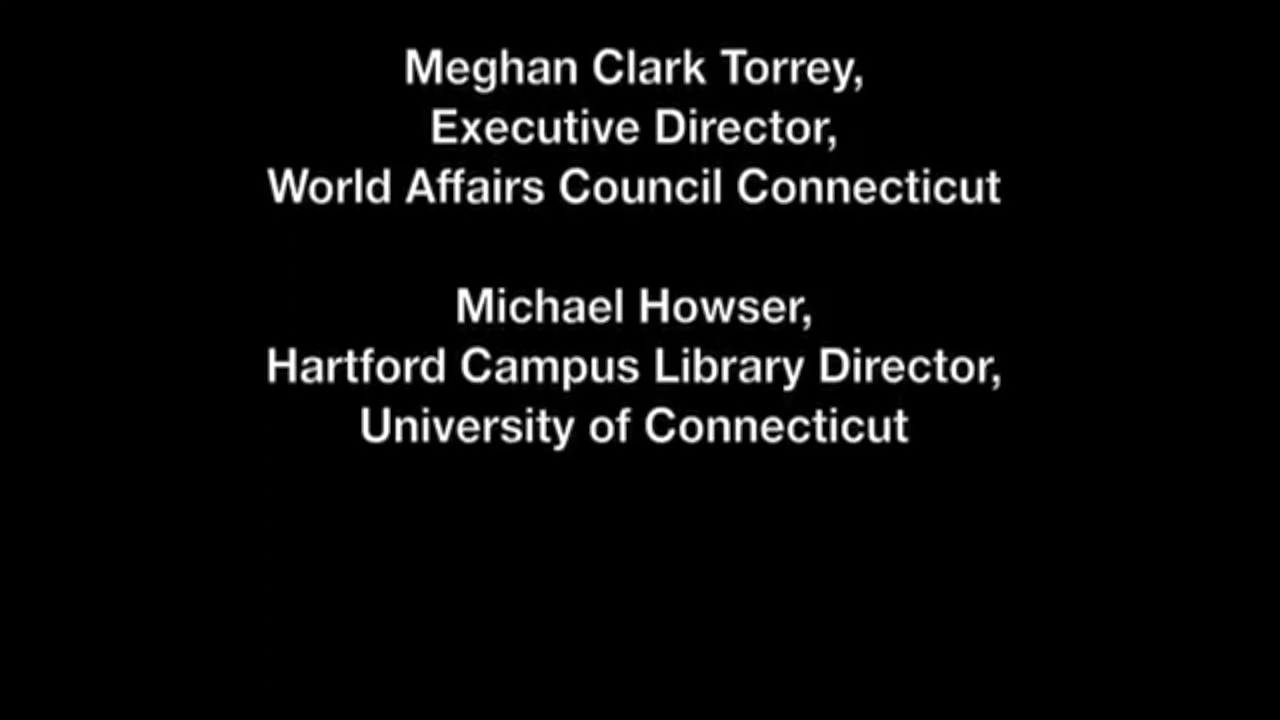 Meghan Clark Torrey,
Executive Director,
World Affairs Council Connecticut
Michael Howser,
Hartford Campus Library Director,
University of Connecticut